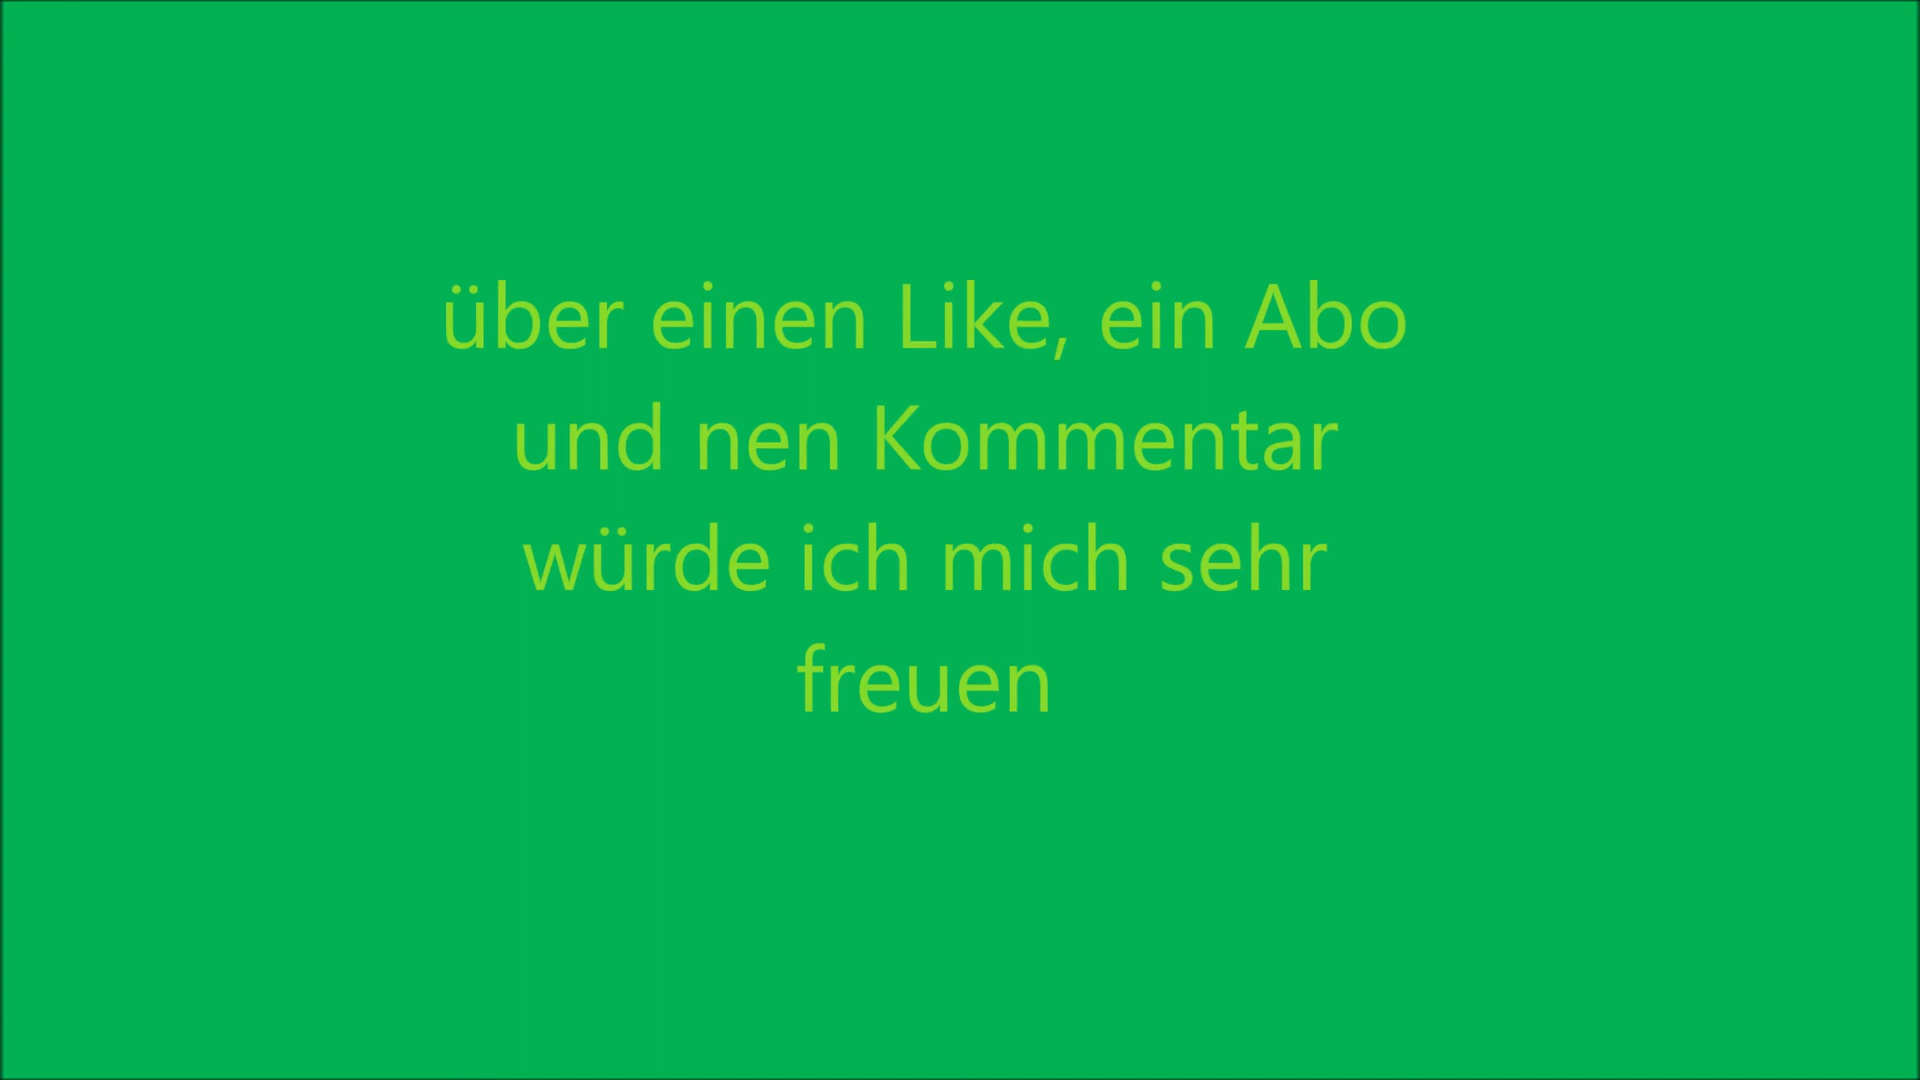 über einen Like, ein Abo
und nen Kommentar
würde ich mich sehr
freuen